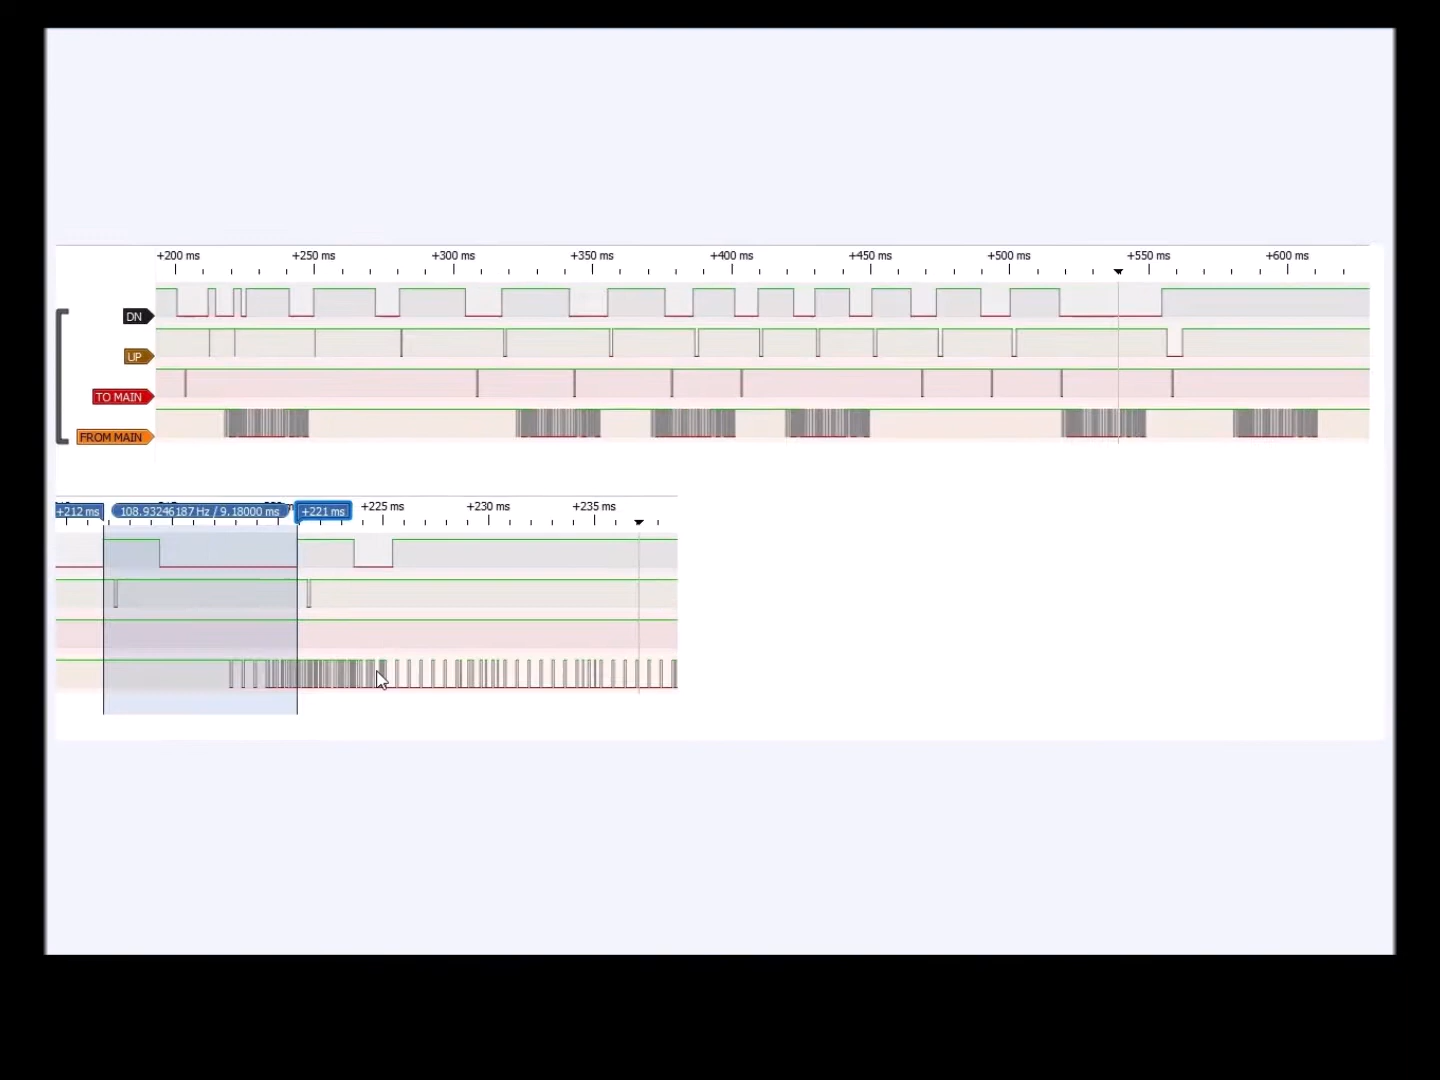 +200 ms +250 ms +300 ms +350 ms +400 ms +450 ms +500 ms +550 ms +600 ms
DN
UP
TO MAIN
FROM MAIN
+212 ms 108.93246187 Hz / 9.18000 ms +221 ms +225 ms +230 ms +235 ms